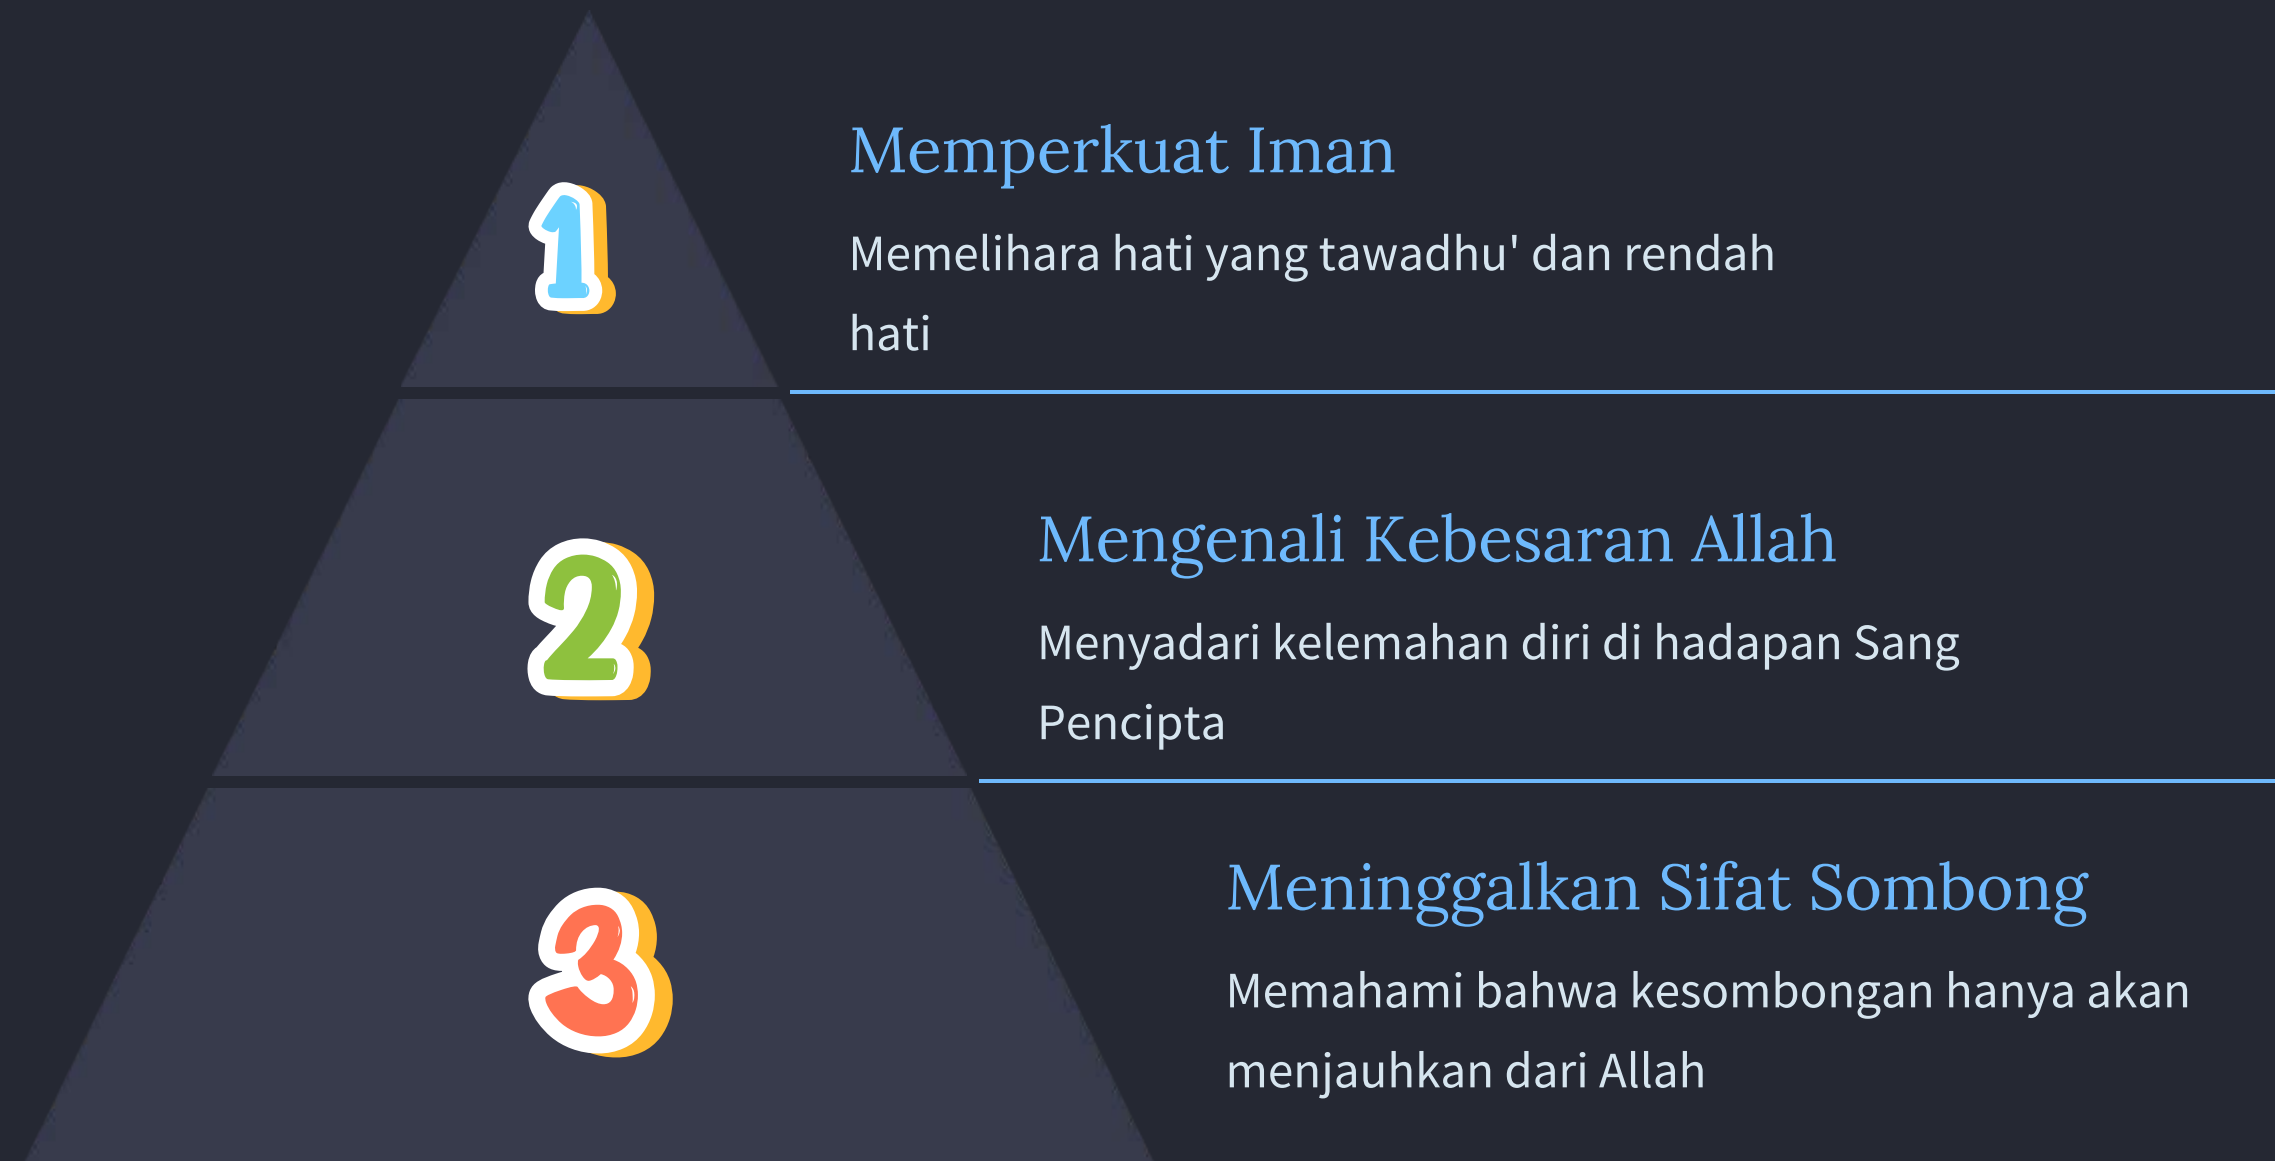 1
Memperkuat Iman
Memelihara hati yang tawadhu' dan rendah
hati
2
Mengenali Kebesaran Allah
Menyadari kelemahan diri di hadapan Sang
Pencipta
3
Meninggalkan Sifat Sombong
Memahami bahwa kesombongan hanya akan
menjauhkan dari Allah